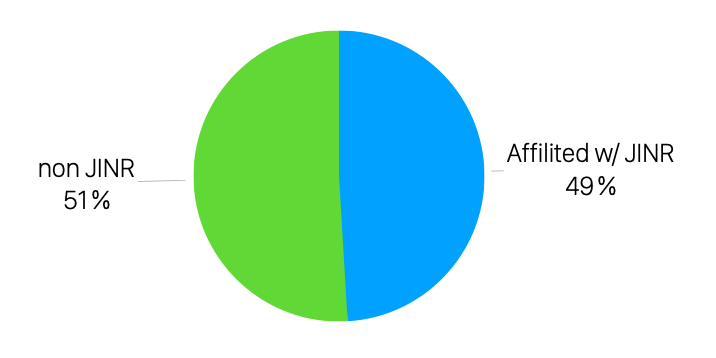 non JINR
51%
Affilited w/ JINR
49%